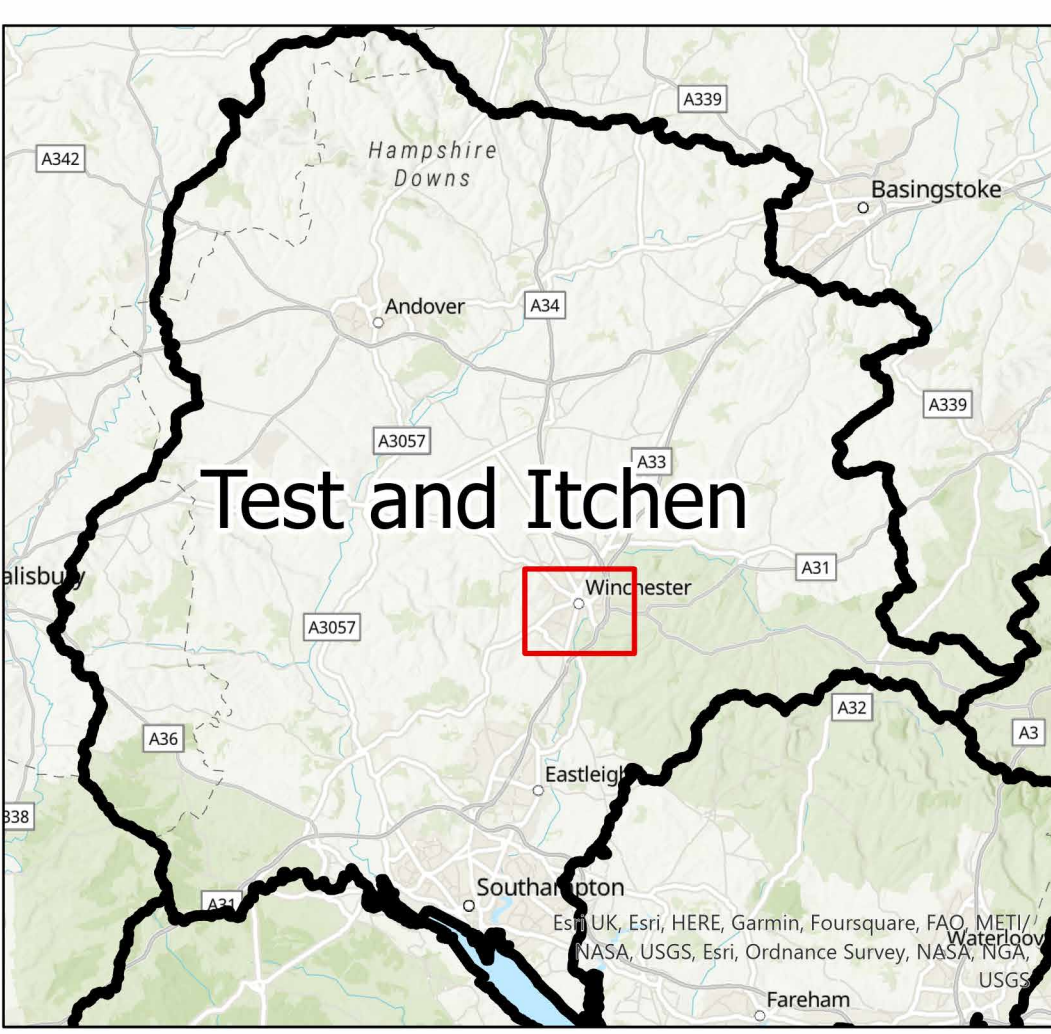 A339
A342
Hampshire
Downs
Basingstoke
Andover
A34
A339
A3057
A33
Test and Itchen
A31
alisbury
Winchester
A3057
A32
A36
A3
Eastleigh
338
Southampton
A31
Esri UK, Esri, HERE, Garmin, Foursquare, FAO, METI/
Waterloov
NASA, USGS, Esri, Ordnance Survey, NASA, NGA,
USGS
Fareham